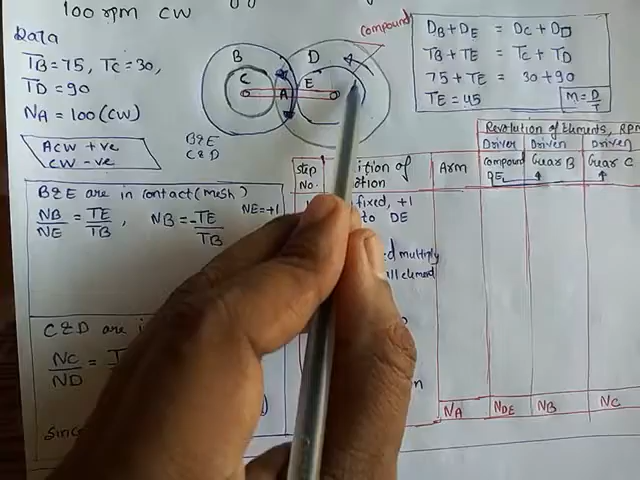 100 rpm CW
Data
TB = 75, TC = 30,
TD = 90
NA = 100 (CW)
ACW +ve
CW -ve
B&E
C&D
compound
B
D
C
A
E
DB + DE = DC + DD
TB + TE = TC + TD
75 + TE = 30 + 90
TE = 45
m = D/T
B&E are in contact (mesh)
NB/NE = TE/TB, NB = -TE/TB NE = +1
C&D are in
NC/ND = T
Since
Revolution of Elements, RPM
step No.
Arm
Driver compound DE
Driven Gear B
Driven Gear C
fixed, +1
to DE
multiply
all element
NA
NDE
NB
NC